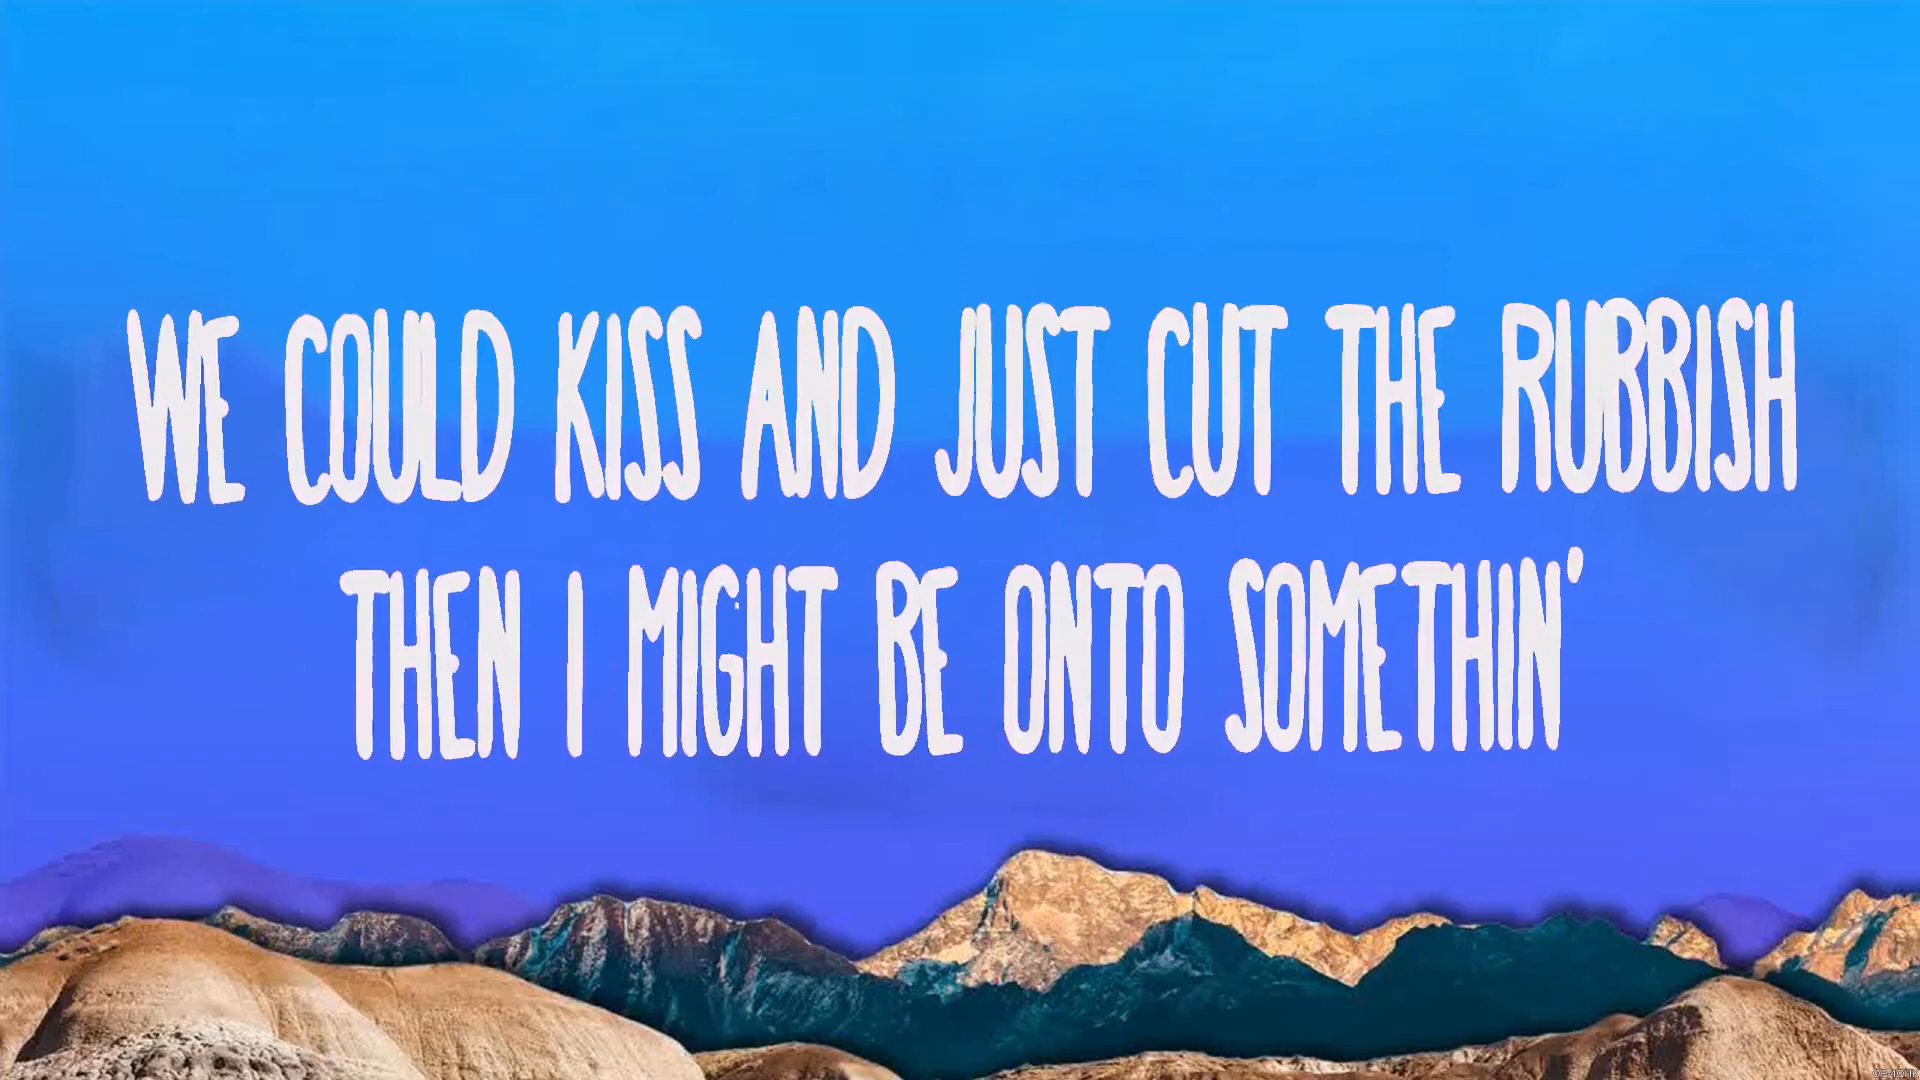 WE COULD KISS AND JUST CUT THE RUBBISH
THEN I MIGHT BE ONTO SOMETHIN'